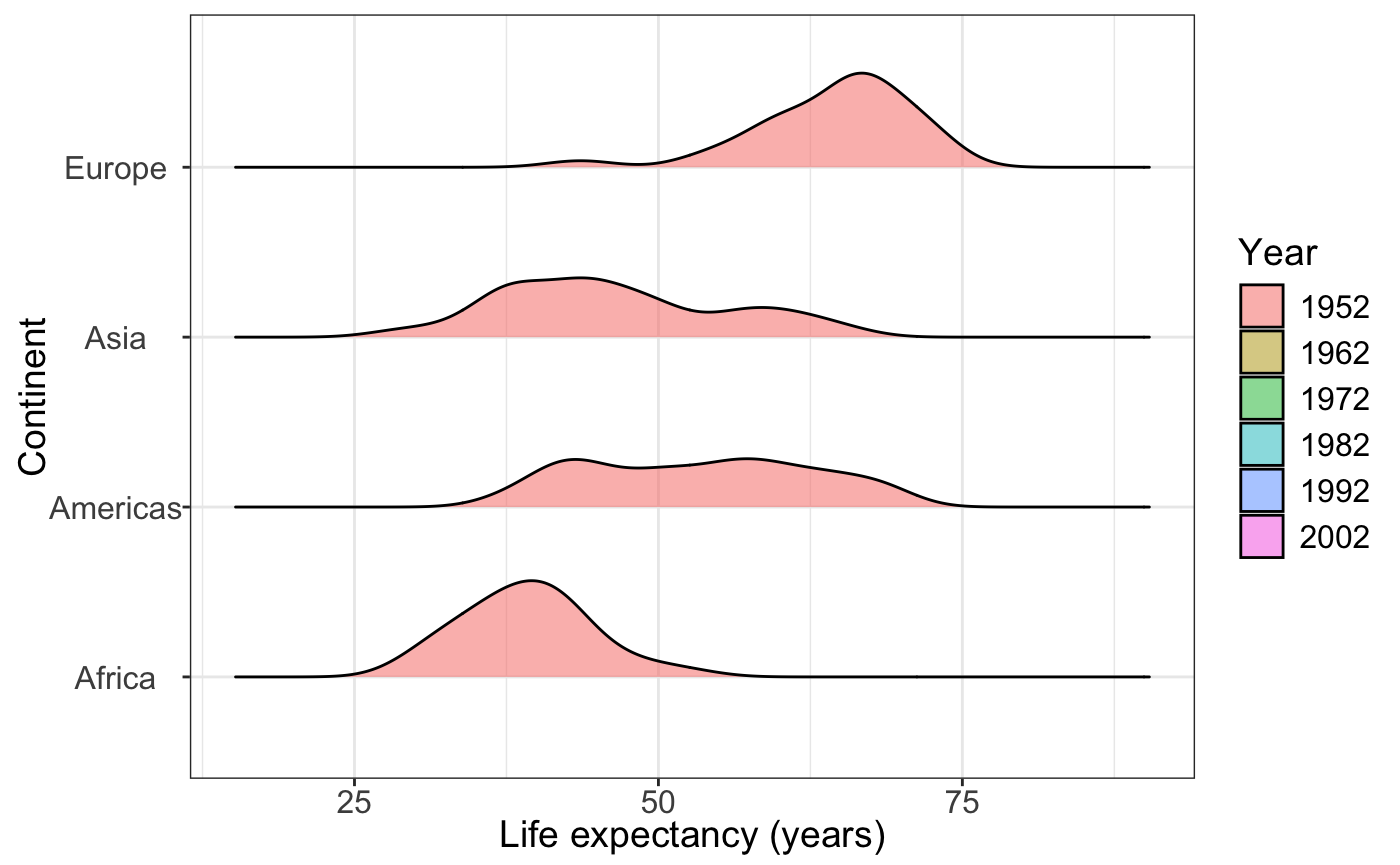 Continent
Europe
Asia
Americas
Africa
25
50
75
Life expectancy (years)
Year
1952
1962
1972
1982
1992
2002